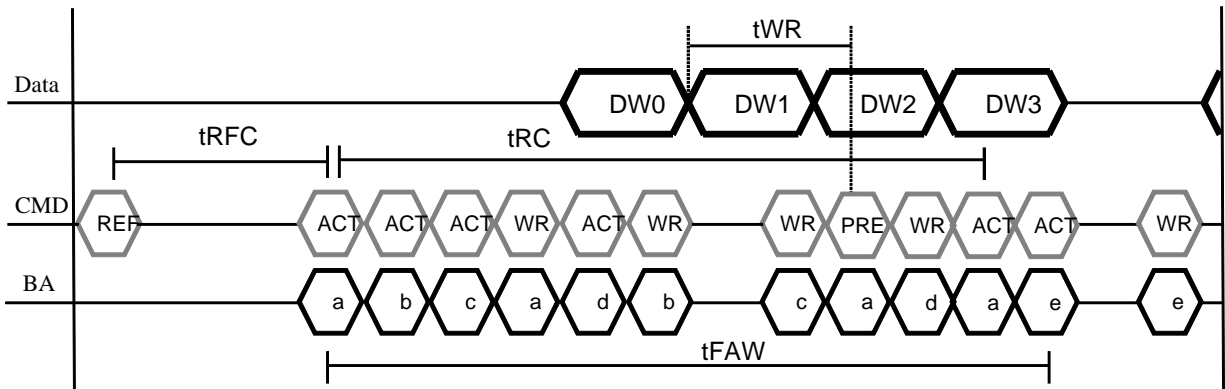 tWR
Data DW0 DW1 DW2 DW3
tRFC tRC
CMD REF ACT ACT ACT WR ACT WR WR PRE WR ACT ACT WR
BA a b c a d b c a d a e e
tFAW